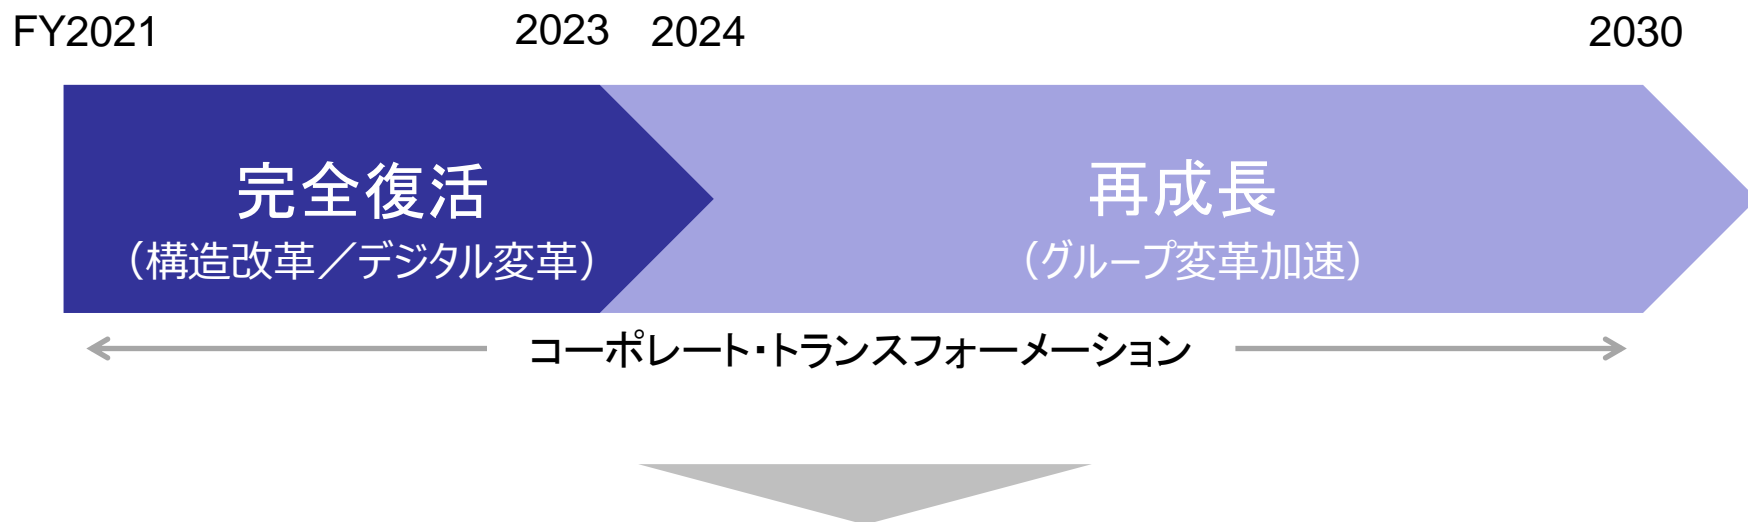 FY2021 2023 2024 2030
完全復活
（構造改革／デジタル変革）
再成長
（グループ変革加速）
コーポレート・トランスフォーメーション